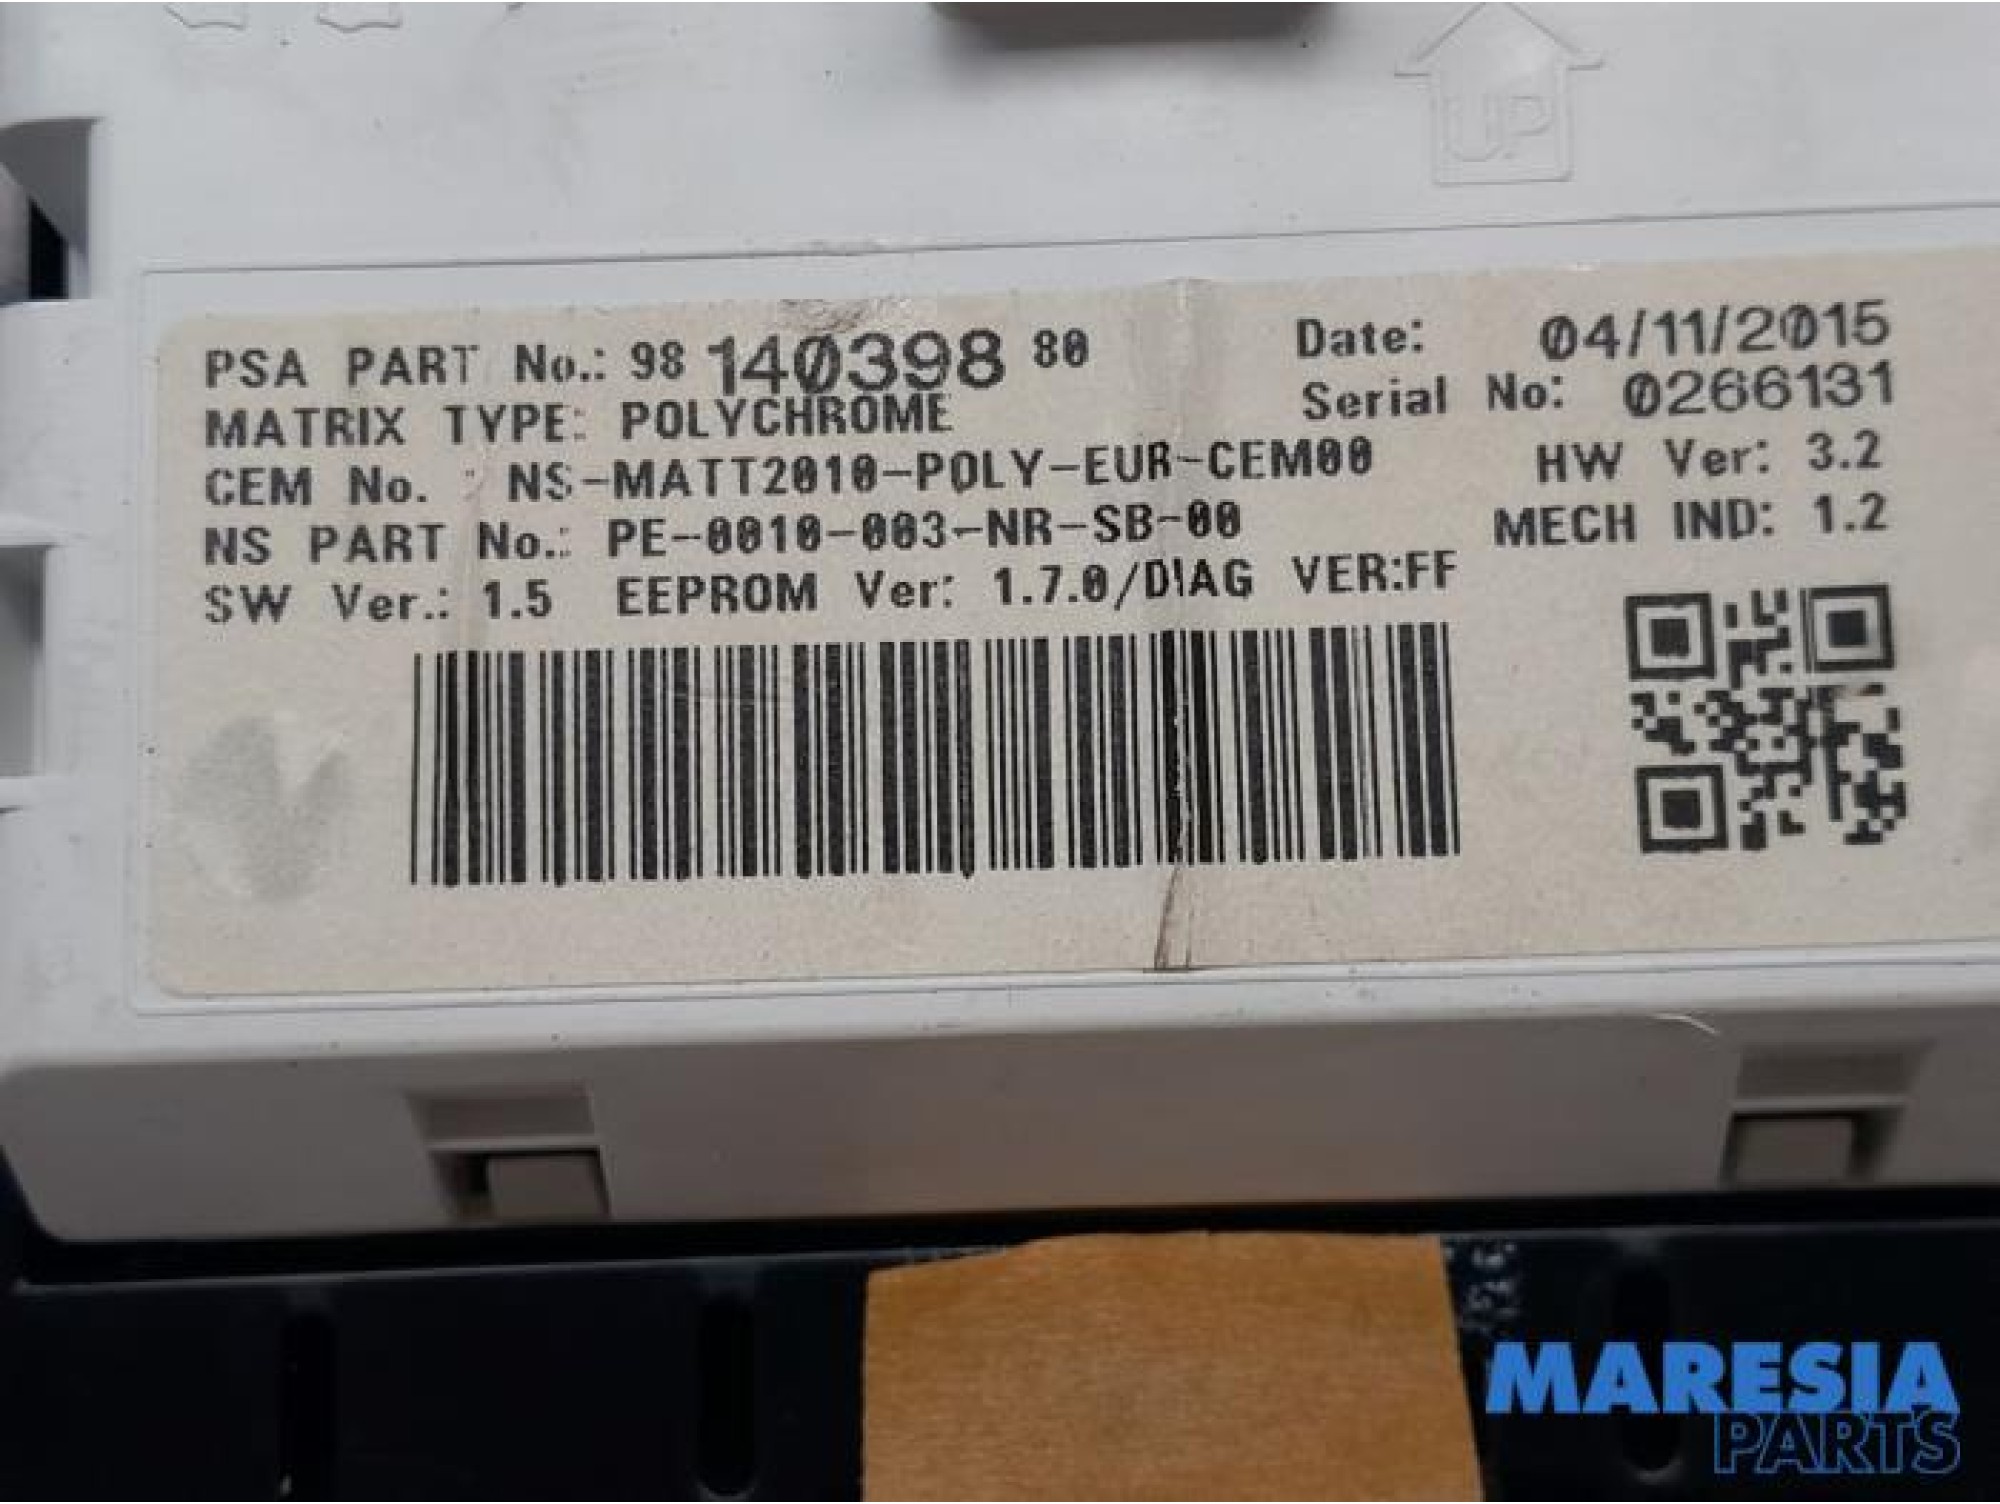 UP
PSA PART No.: 98 140398 80 Date: 04/11/2015
MATRIX TYPE: POLYCHROME Serial No: 0266131
CEM No. : NS-MATT2010-POLY-EUR-CEM00 HW Ver: 3.2
NS PART No.: PE-0010-003-NR-SB-00 MECH IND: 1.2
SW Ver.: 1.5 EEPROM Ver: 1.7.0/DIAG VER:FF
MARESIA
PARTS